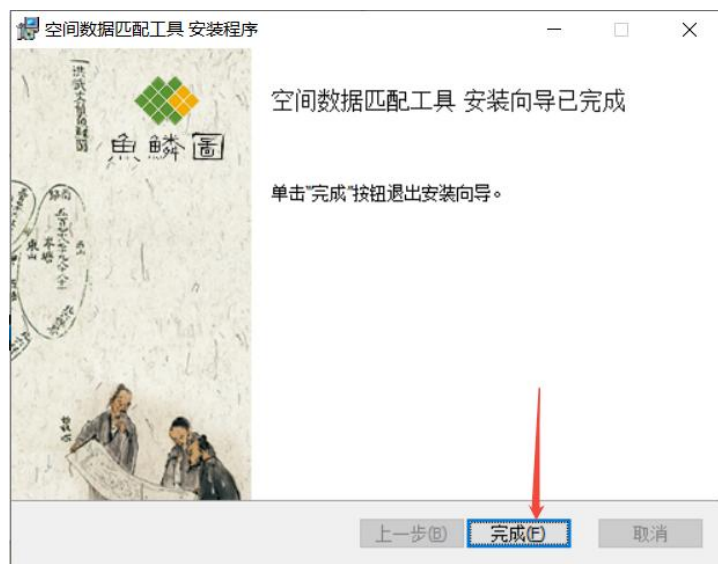 空间数据匹配工具 安装程序
魚鱗圖
空间数据匹配工具 安装向导已完成
单击"完成"按钮退出安装向导。
上一步(B)
完成(F)
取消